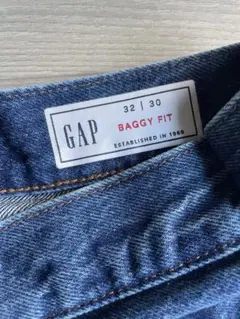 32 | 30
GAP
BAGGY FIT
ESTABLISHED IN 1969